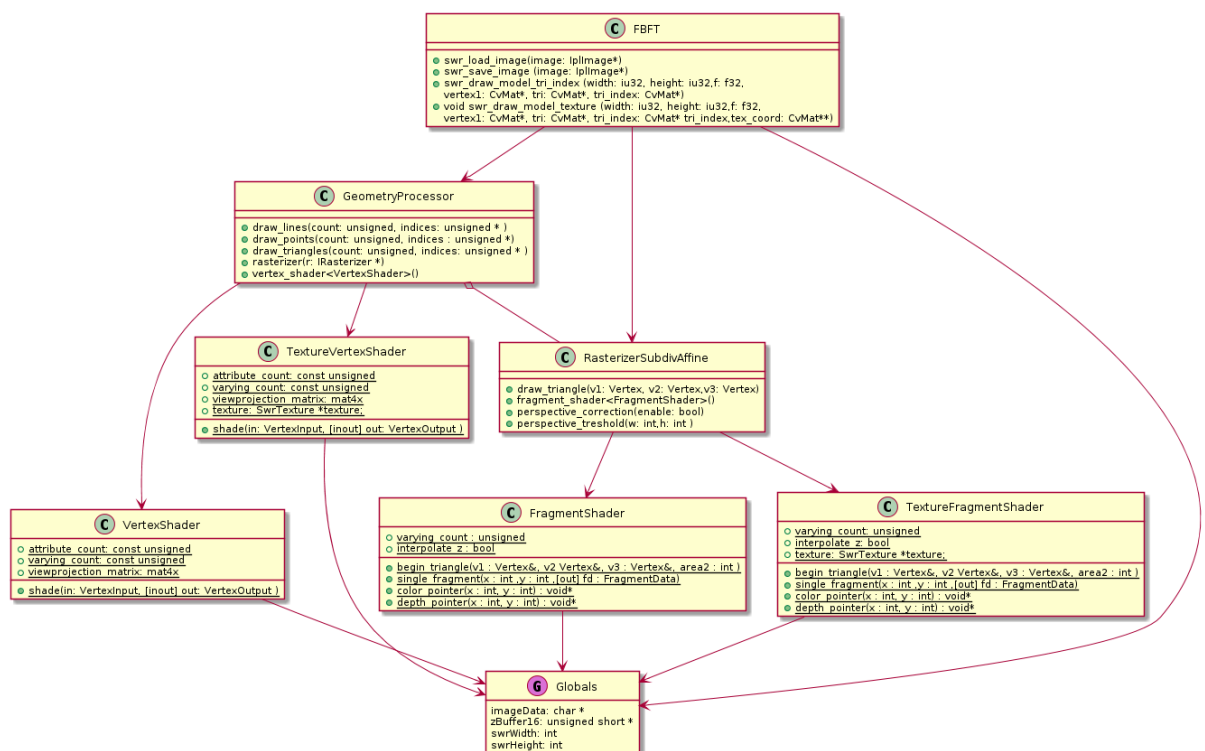 C FBFT
swr_load_image(image: IplImage*)
swr_save_image (image: IplImage*)
swr_draw_model_tri_index (width: iu32, height: iu32,f: f32,
vertex1: CvMat*, tri: CvMat*, tri_index: CvMat*)
void swr_draw_model_texture (width: iu32, height: iu32,f: f32,
vertex1: CvMat*, tri: CvMat*, tri_index: CvMat* tri_index,tex_coord: CvMat**)
C GeometryProcessor
draw_lines(count: unsigned, indices: unsigned * )
draw_points(count: unsigned, indices : unsigned *)
draw_triangles(count: unsigned, indices: unsigned * )
rasterizer(r: IRasterizer *)
vertex_shader<VertexShader>()
C TextureVertexShader
attribute_count: const unsigned
varying_count: const unsigned
viewprojection_matrix: mat4x
texture: SwrTexture *texture;
shade(in: VertexInput, [inout] out: VertexOutput )
C RasterizerSubdivAffine
draw_triangle(v1: Vertex, v2: Vertex,v3: Vertex)
fragment_shader<FragmentShader>()
perspective_correction(enable: bool)
perspective_treshold(w: int,h: int )
C VertexShader
attribute_count: const unsigned
varying_count: const unsigned
viewprojection_matrix: mat4x
shade(in: VertexInput, [inout] out: VertexOutput )
C FragmentShader
varying_count : unsigned
interpolate_z : bool
begin_triangle(v1 : Vertex&, v2 Vertex&, v3 : Vertex&, area2 : int )
single_fragment(x : int ,y : int ,[out] fd : FragmentData)
color_pointer(x : int, y : int) : void*
depth_pointer(x : int, y : int) : void*
C TextureFragmentShader
varying_count: unsigned
interpolate_z: bool
texture: SwrTexture *texture;
begin_triangle(v1 : Vertex&, v2 Vertex&, v3 : Vertex&, area2 : int )
single_fragment(x : int ,y : int ,[out] fd : FragmentData)
color_pointer(x : int, y : int) : void*
depth_pointer(x : int, y : int) : void*
G Globals
imageData: char *
zBuffer16: unsigned short *
swrWidth: int
swrHeight: int